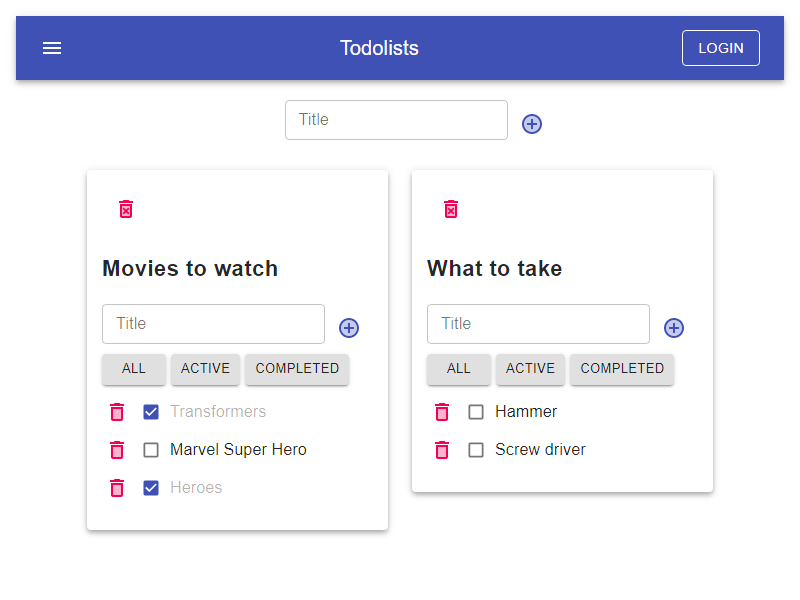 Todolists
LOGIN
Title
Movies to watch
Title
ALL ACTIVE COMPLETED
Transformers
Marvel Super Hero
Heroes
What to take
Title
ALL ACTIVE COMPLETED
Hammer
Screw driver